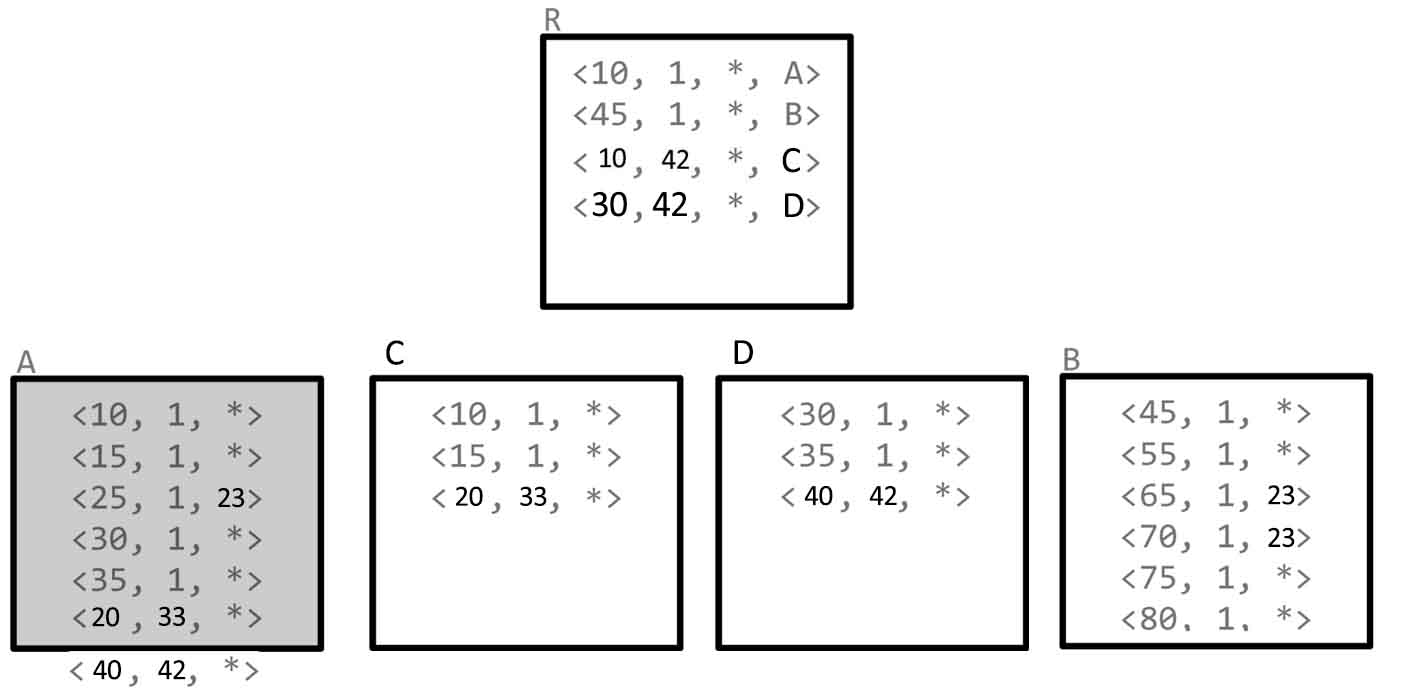 R
<10, 1, *, A>
<45, 1, *, B>
< 10 , 42, *, C>
<30 ,42, *, D>
A
<10, 1, *>
<15, 1, *>
<25, 1, 23>
<30, 1, *>
<35, 1, *>
<20 , 33, *>
< 40 , 42, *>
C
<10, 1, *>
<15, 1, *>
< 20 , 33, *>
D
<30, 1, *>
<35, 1, *>
< 40 , 42, *>
B
<45, 1, *>
<55, 1, *>
<65, 1, 23>
<70, 1, 23>
<75, 1, *>
<80, 1, *>